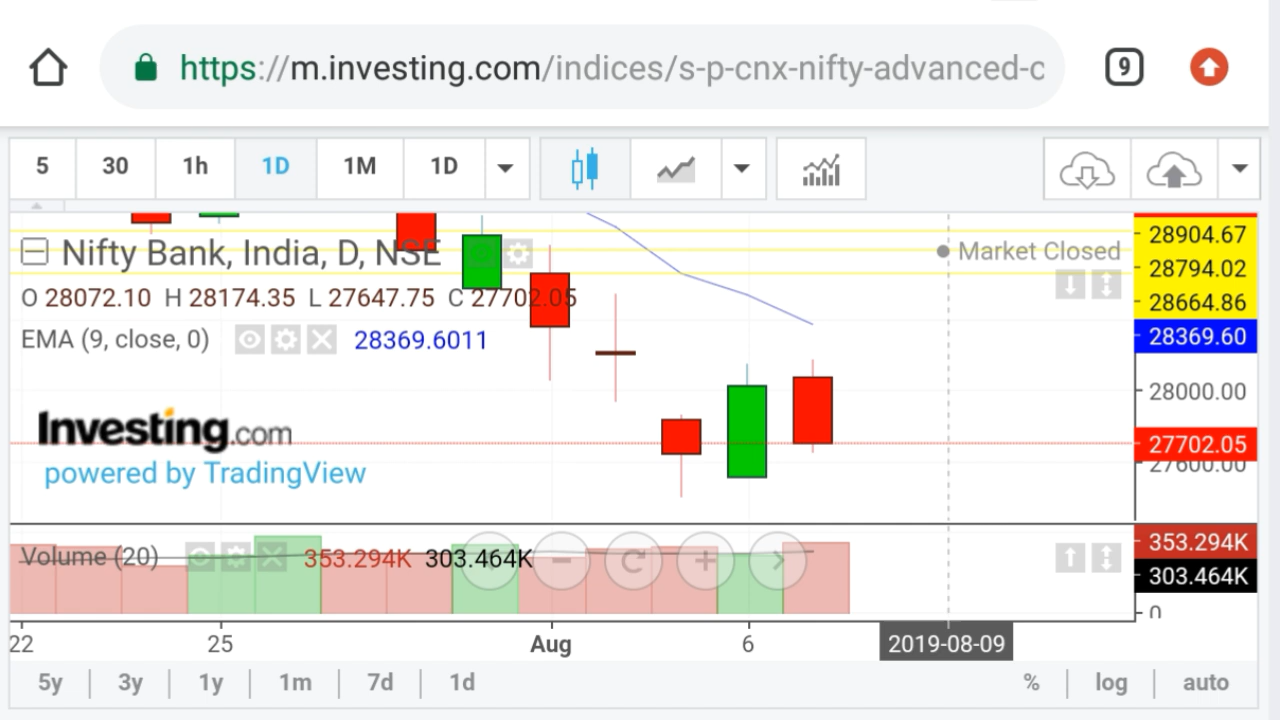 https://m.investing.com/indices/s-p-cnx-nifty-advanced-c
9
5 30 1h 1D 1M 1D
Nifty Bank, India, D, NSE
Market Closed
O 28072.10 H 28174.35 L 27647.75 C 27702.05
EMA (9, close, 0) 28369.6011
28904.67
28794.02
28664.86
28369.60
28000.00
27702.05
27600.00
Investing.com
powered by TradingView
Volume (20) 353.294K 303.464K
353.294K
303.464K
0
22 25 Aug 6 2019-08-09
5y 3y 1y 1m 7d 1d % log auto